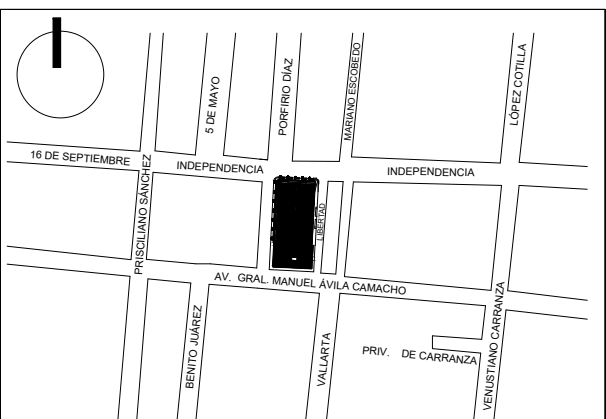 5 DE MAYO
PORFIRIO DÍAZ
MARIANO ESCOBEDO
LÓPEZ COTILLA
16 DE SEPTIEMBRE
PRISCILIANO SÁNCHEZ
INDEPENDENCIA
INDEPENDENCIA
LIBERTAD
AV. GRAL. MANUEL ÁVILA CAMACHO
BENITO JUÁREZ
VALLARTA
PRIV. DE CARRANZA
VENUSTIANO CARRANZA